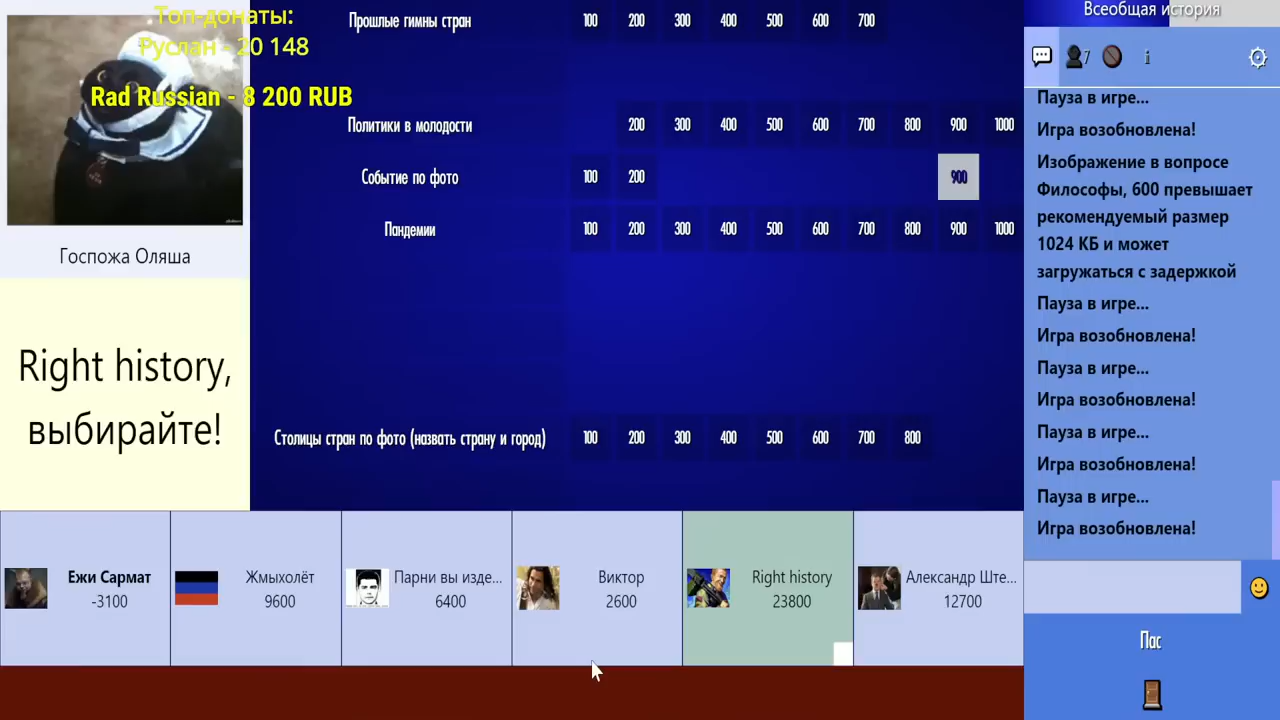 Топ-донаты:
Руслан - 20 148
Rad Russian - 8 200 RUB
Госпожа Оляша
Right history,
выбирайте!
Прошлые гимны стран 100 200 300 400 500 600 700
Политики в молодости 200 300 400 500 600 700 800 900 1000
Событие по фото 100 200 900
Пандемии 100 200 300 400 500 600 700 800 900 1000
Столицы стран по фото (назвать страну и город) 100 200 300 400 500 600 700 800
Всеобщая история
7
i
Пауза в игре...
Игра возобновлена!
Изображение в вопросе
Философы, 600 превышает
рекомендуемый размер
1024 КБ и может
загружаться с задержкой
Пауза в игре...
Игра возобновлена!
Пауза в игре...
Игра возобновлена!
Пауза в игре...
Игра возобновлена!
Пауза в игре...
Игра возобновлена!
Пас
Ежи Сармат
-3100
Жмыхолёт
9600
Парни вы изде...
6400
Виктор
2600
Right history
23800
АлександрШте...
12700